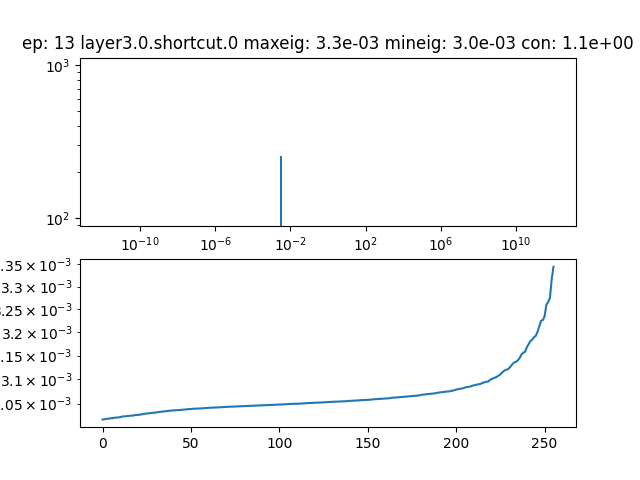 ep: 13 layer3.0.shortcut.0 maxeig: 3.3e-03 mineig: 3.0e-03 con: 1.1e+00
10³
10²
10⁻¹⁰ 10⁻⁶ 10⁻² 10² 10⁶ 10¹⁰
.35 × 10⁻³
3.3 × 10⁻³
.25 × 10⁻³
3.2 × 10⁻³
.15 × 10⁻³
3.1 × 10⁻³
.05 × 10⁻³
0 50 100 150 200 250